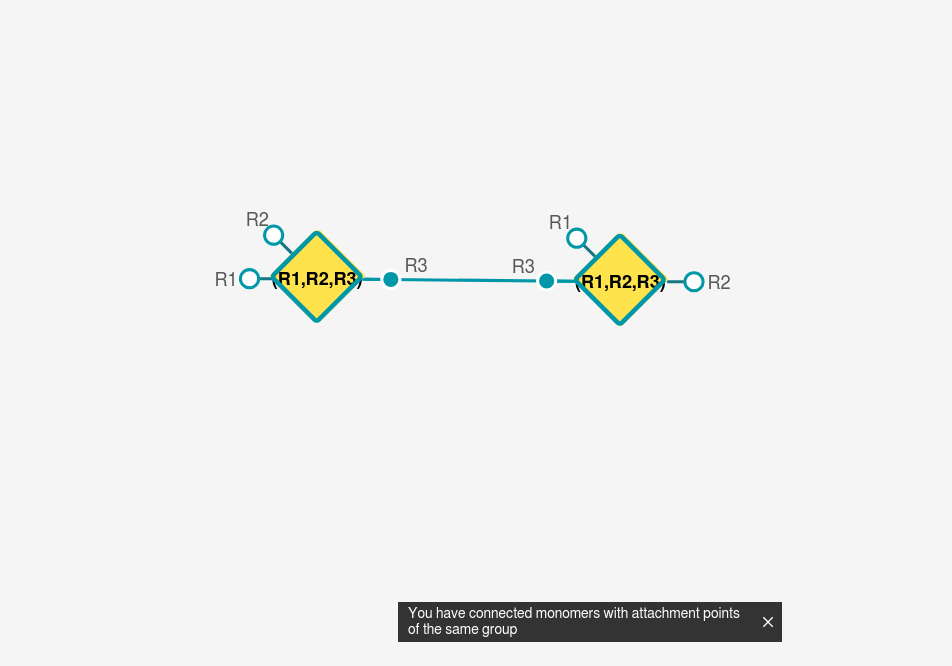 R2
R1
(R1,R2,R3)
R3
R3
R1
(R1,R2,R3)
R2
You have connected monomers with attachment points
of the same group